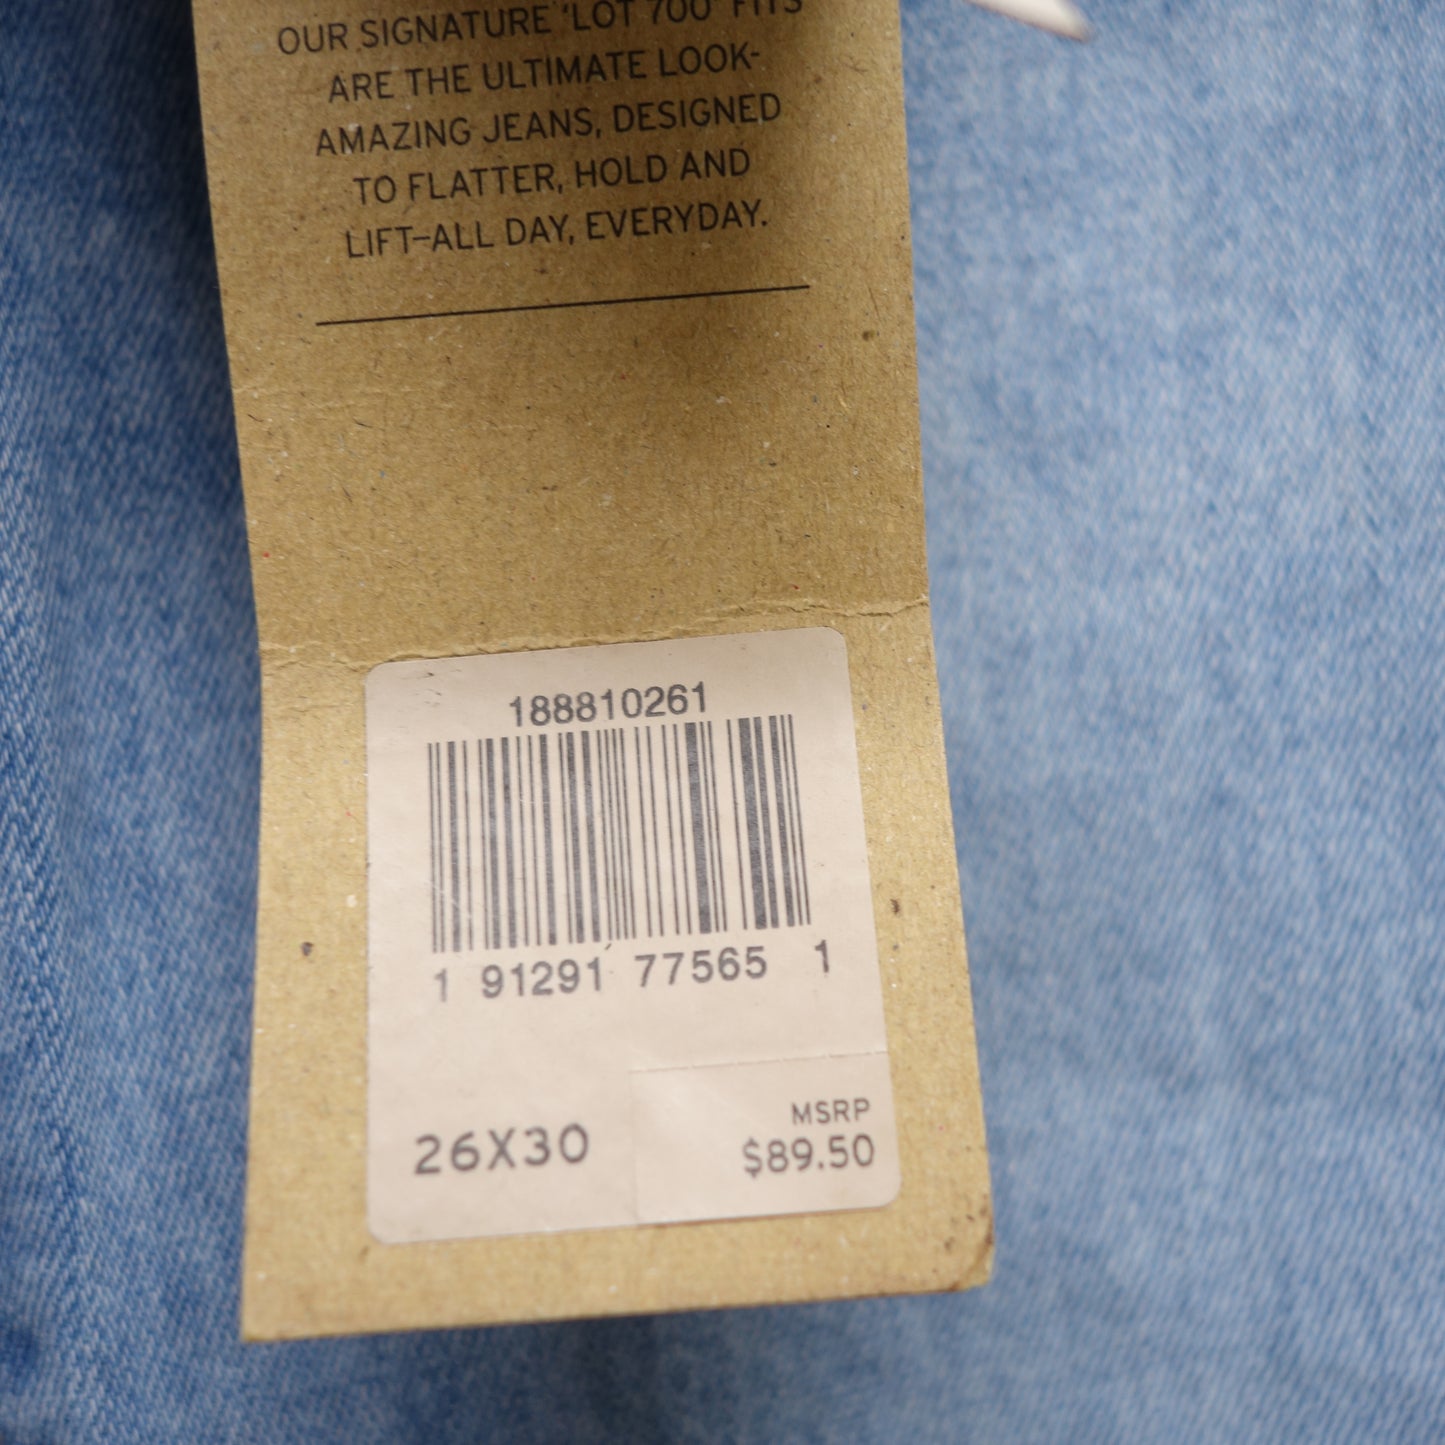 OUR SIGNATURE 'LOT 700' FITS
ARE THE ULTIMATE LOOK-
AMAZING JEANS, DESIGNED
TO FLATTER, HOLD AND
LIFT–ALL DAY, EVERYDAY.
188810261
1 91291 77565 1
26X30
MSRP
$89.50